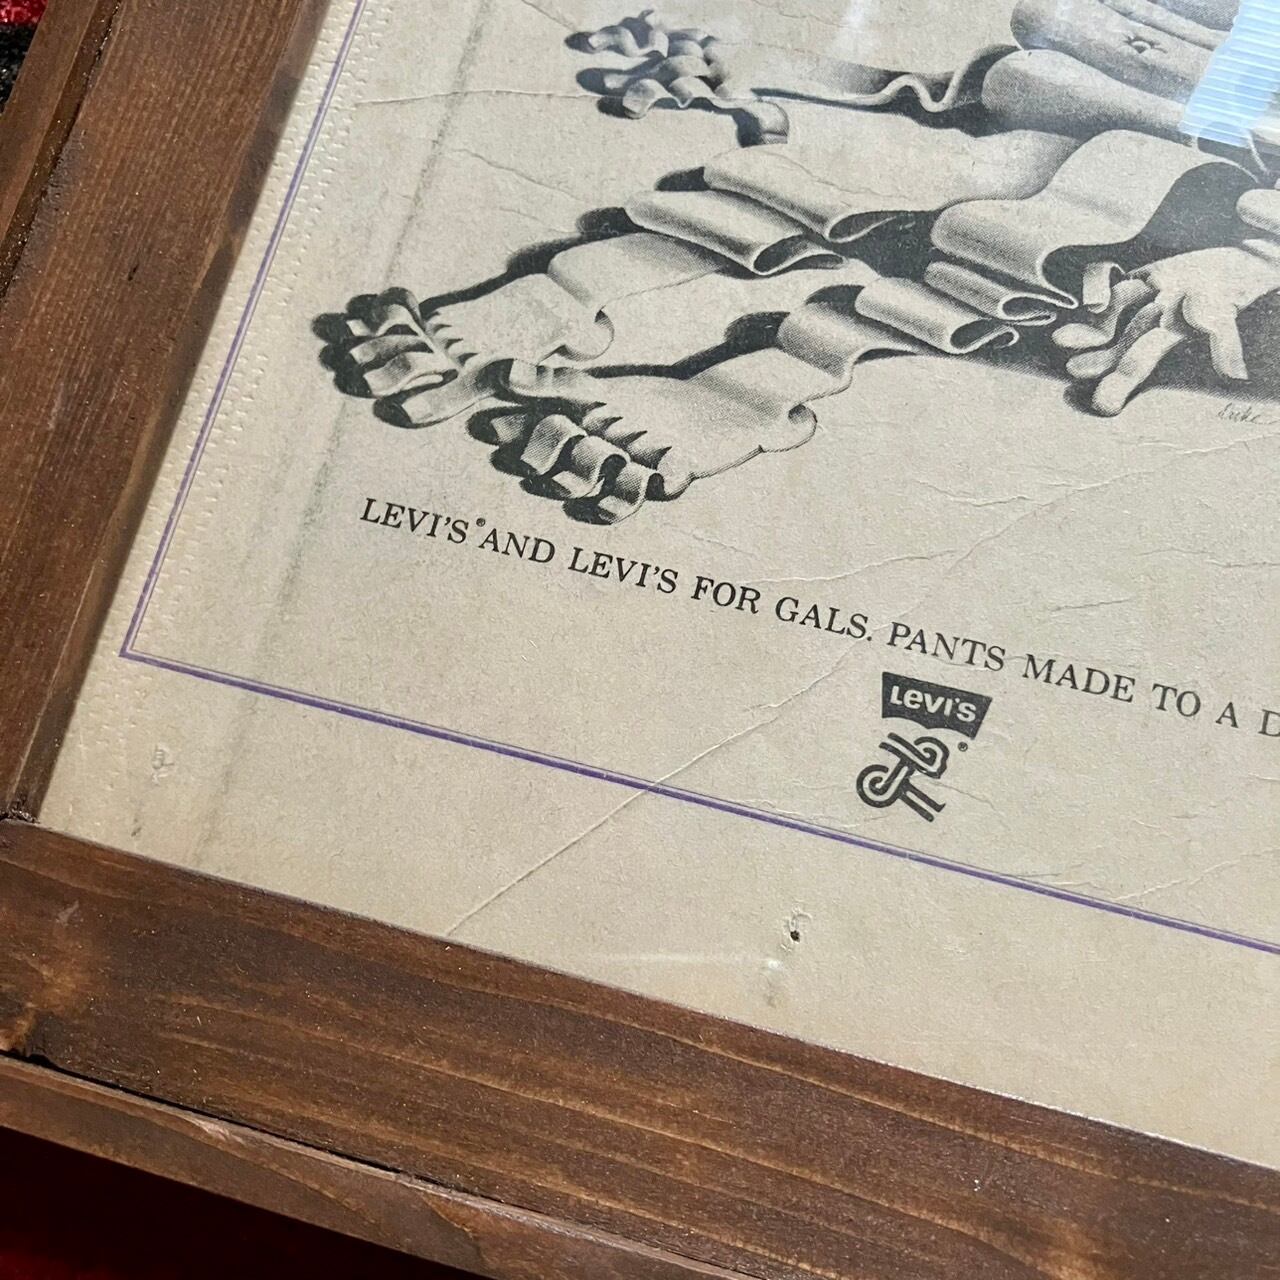 LEVI'S® AND LEVI'S FOR GALS. PANTS MADE TO A D
LEVI'S
®